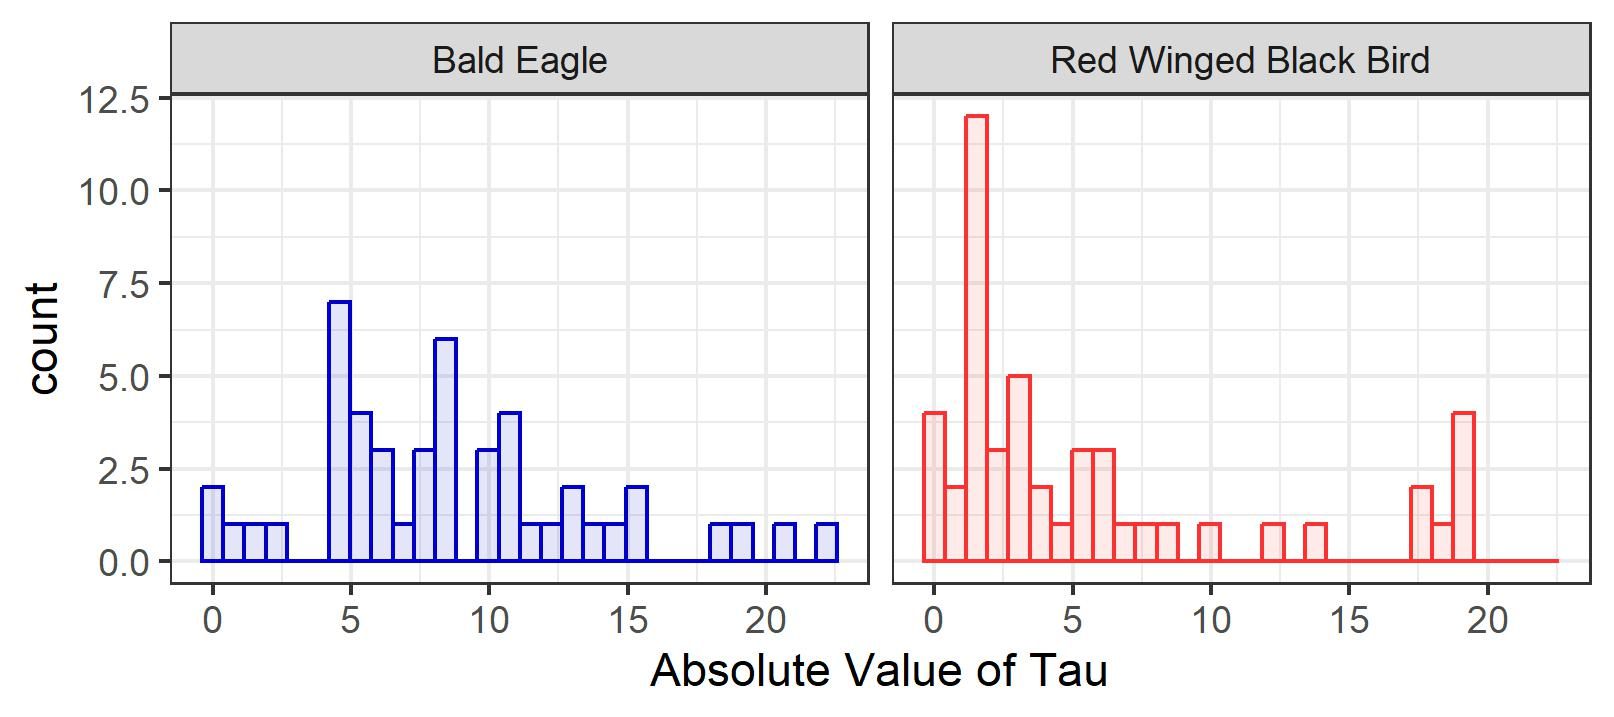 Bald Eagle
Red Winged Black Bird
12.5
10.0
7.5
5.0
2.5
0.0
count
0 5 10 15 20
0 5 10 15 20
Absolute Value of Tau